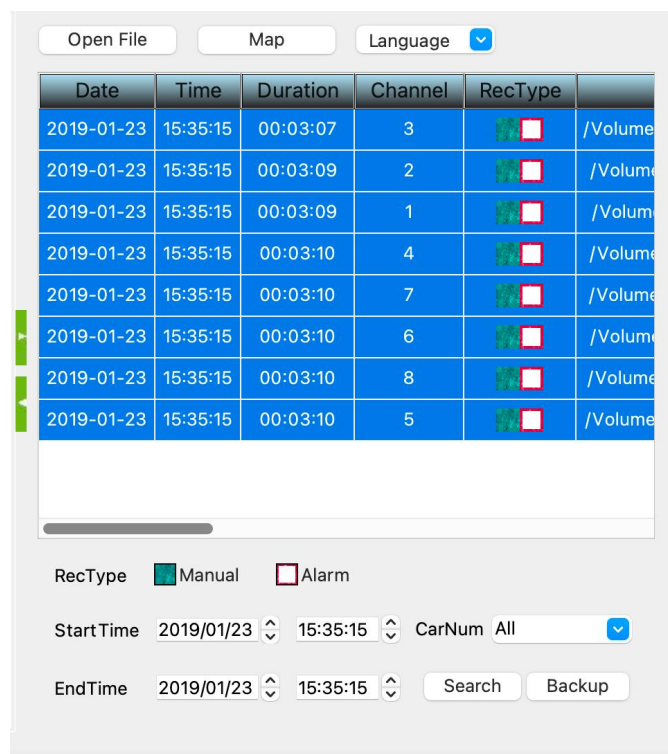 Open File Map Language
Date Time Duration Channel RecType
2019-01-23 15:35:15 00:03:07 3 /Volume
2019-01-23 15:35:15 00:03:09 2 /Volume
2019-01-23 15:35:15 00:03:09 1 /Volum
2019-01-23 15:35:15 00:03:10 4 /Volume
2019-01-23 15:35:15 00:03:10 7 /Volume
2019-01-23 15:35:15 00:03:10 6 /Volum
2019-01-23 15:35:15 00:03:10 8 /Volume
2019-01-23 15:35:15 00:03:10 5 /Volume
RecType Manual Alarm
StartTime 2019/01/23 15:35:15 CarNum All
EndTime 2019/01/23 15:35:15 Search Backup